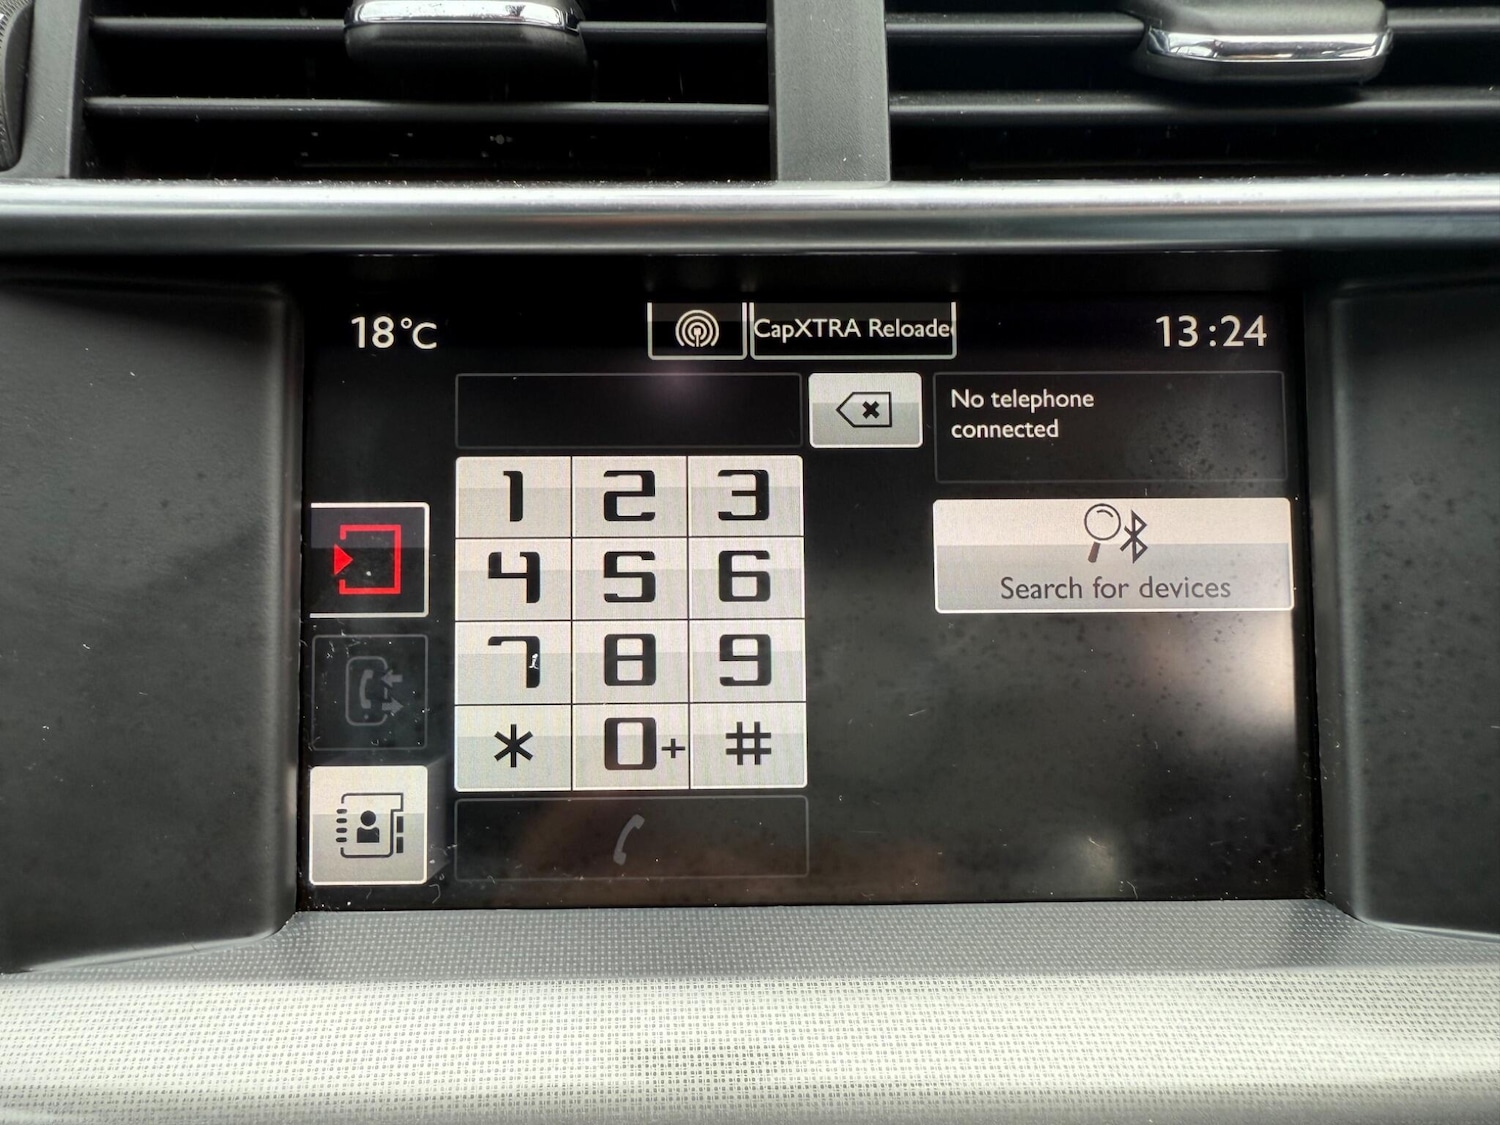 18°C
CapXTRA Reloade
13:24
No telephone
connected
1 2 3
4 5 6
7 8 9
* 0+ #
Search for devices